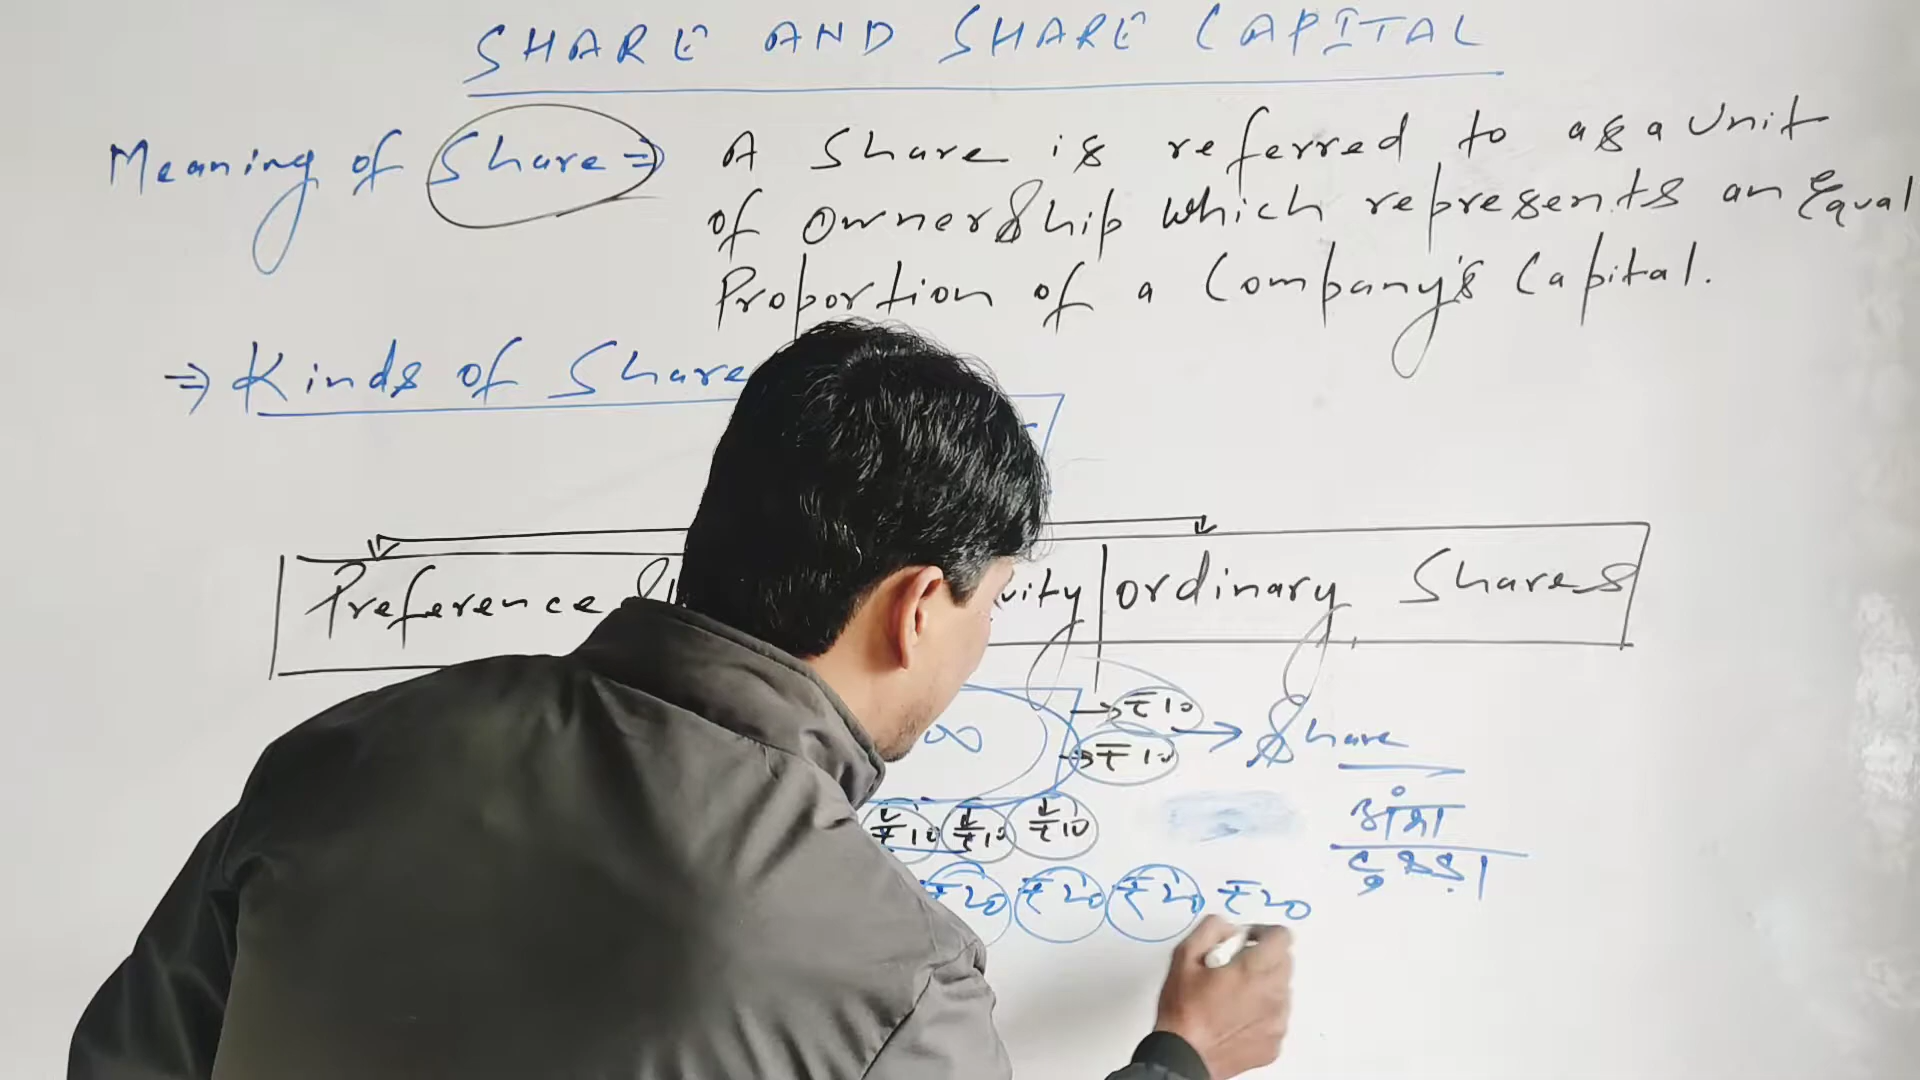 SHARE AND SHARE CAPITAL
Meaning of Share ⇒ A Share is referred to as a Unit
of Ownership which represents an Equal
Proportion of a Company's Capital.
⇒ Kinds of Share
Preference
ordinary Shares
→ ₹10
→ ₹10 → Share
₹10 ₹10 ₹10
अंश
₹20 ₹20 ₹20 ₹20